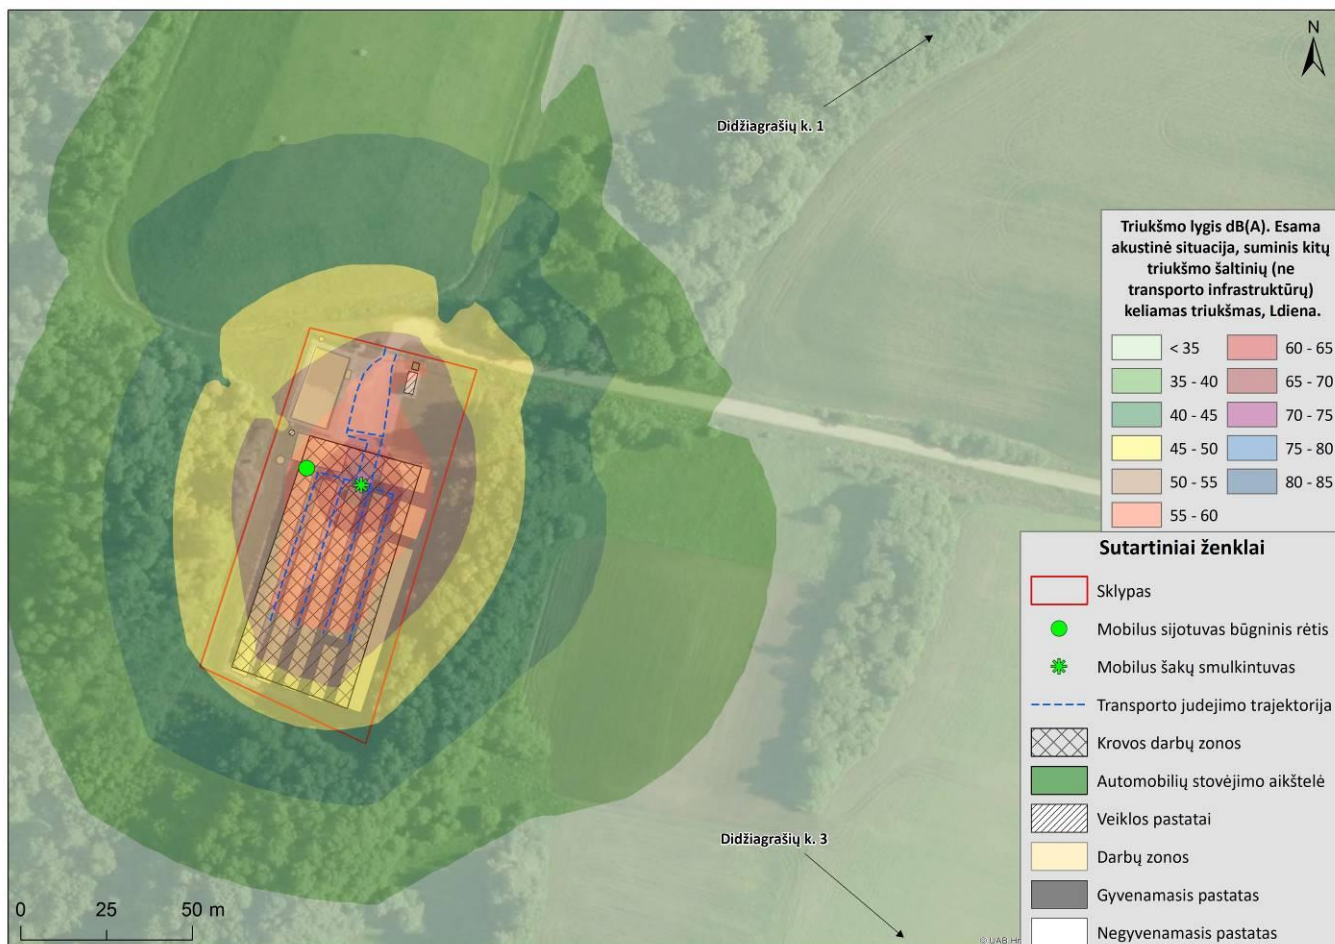 N
Didžiagrašių k. 1
Triukšmo lygis dB(A). Esama
akustinė situacija, suminis kitų
triukšmo šaltinių (ne
transporto infrastruktūrų)
keliamas triukšmas, Ldiena.
< 35
60 - 65
35 - 40
65 - 70
40 - 45
70 - 75
45 - 50
75 - 80
50 - 55
80 - 85
55 - 60
Sutartiniai ženklai
Sklypas
Mobilus sijotuvas būgninis rėtis
Mobilus šakų smulkintuvas
Transporto judėjimo trajektorija
Krovos darbų zonos
Automobilių stovėjimo aikštelė
Veiklos pastatai
Darbų zonos
Gyvenamasis pastatas
Negyvenamasis pastatas
Didžiagrašių k. 3
0 25 50 m
© UAB